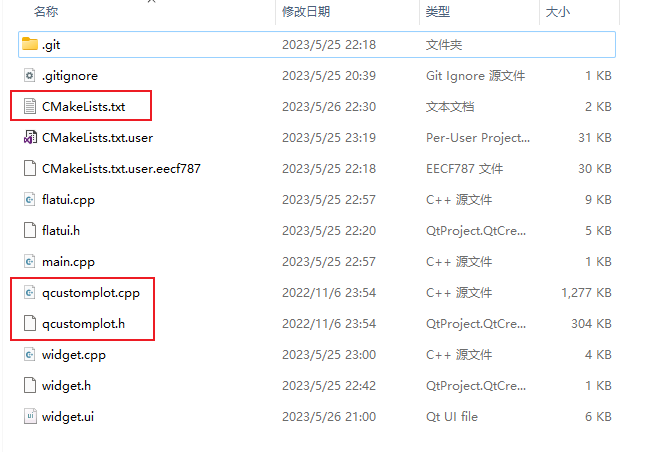 名称 修改日期 类型 大小
.git 2023/5/25 22:18 文件夹
.gitignore 2023/5/25 20:39 Git Ignore 源文件 1 KB
CMakeLists.txt 2023/5/26 22:30 文本文档 2 KB
CMakeLists.txt.user 2023/5/25 23:19 Per-User Project... 31 KB
CMakeLists.txt.user.eecf787 2023/5/25 22:18 EECF787 文件 30 KB
flatui.cpp 2023/5/25 22:57 C++ 源文件 9 KB
flatui.h 2023/5/25 22:20 QtProject.QtCre... 5 KB
main.cpp 2023/5/25 22:57 C++ 源文件 1 KB
qcustomplot.cpp 2022/11/6 23:54 C++ 源文件 1,277 KB
qcustomplot.h 2022/11/6 23:54 QtProject.QtCre... 304 KB
widget.cpp 2023/5/25 23:00 C++ 源文件 4 KB
widget.h 2023/5/25 22:42 QtProject.QtCre... 1 KB
widget.ui 2023/5/26 21:00 Qt UI file 6 KB